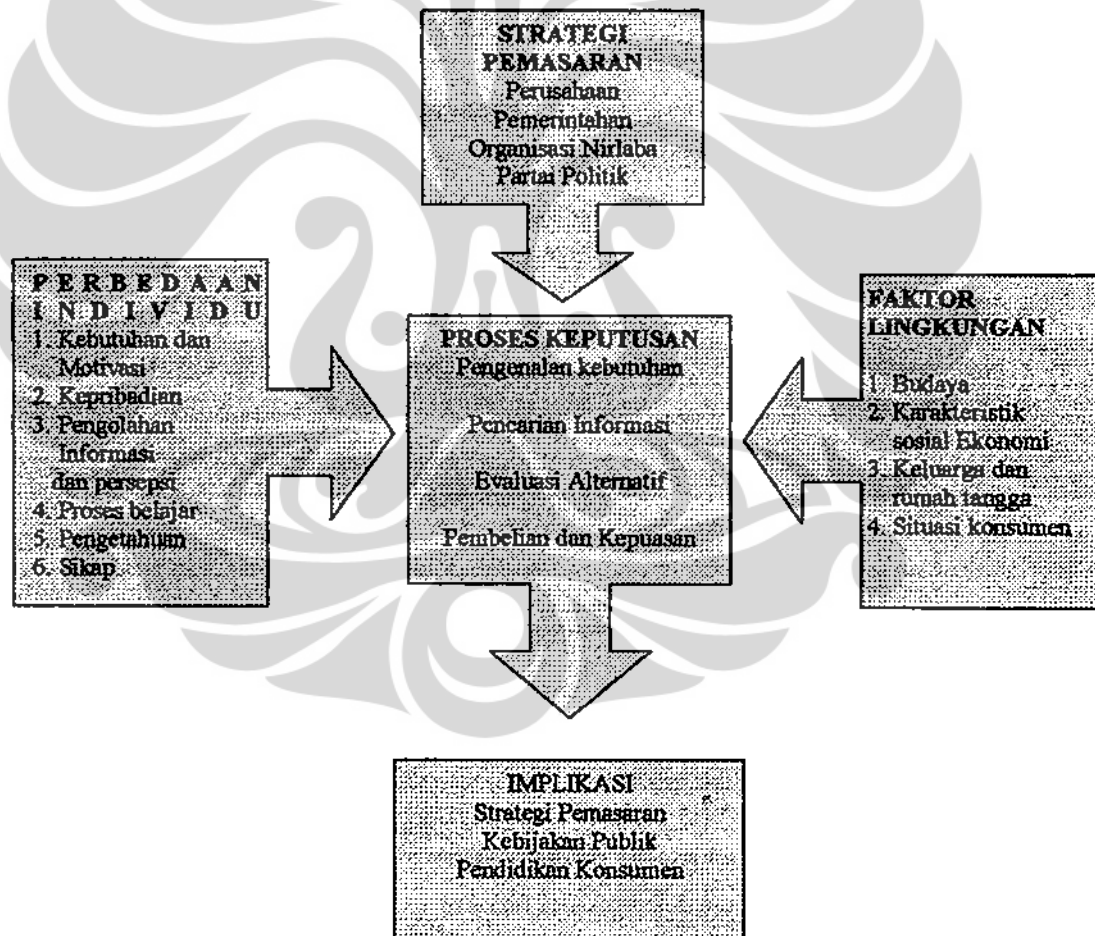 STRATEGI
PEMASARAN
Perusahaan
Pemerintahan
Organisasi Nirlaba
Partai Politik
PERBEDAAN
INDIVIDU
1. Kebutuhan dan
Motivasi
2. Kepribadian
3. Pengolahan
Informasi
dan persepsi
4. Proses belajar
5. Pengetahuan
6. Sikap
PROSES KEPUTUSAN
Pengenalan kebutuhan
Pencarian Informasi
Evaluasi Alternatif
Pembelian dan Kepuasan
FAKTOR
LINGKUNGAN
1. Budaya
2. Karakteristik
sosial Ekonomi
3. Keluarga dan
rumah tangga
4. Situasi konsumen
IMPLIKASI
Strategi Pemasaran
Kebijakan Publik
Pendidikan Konsumen